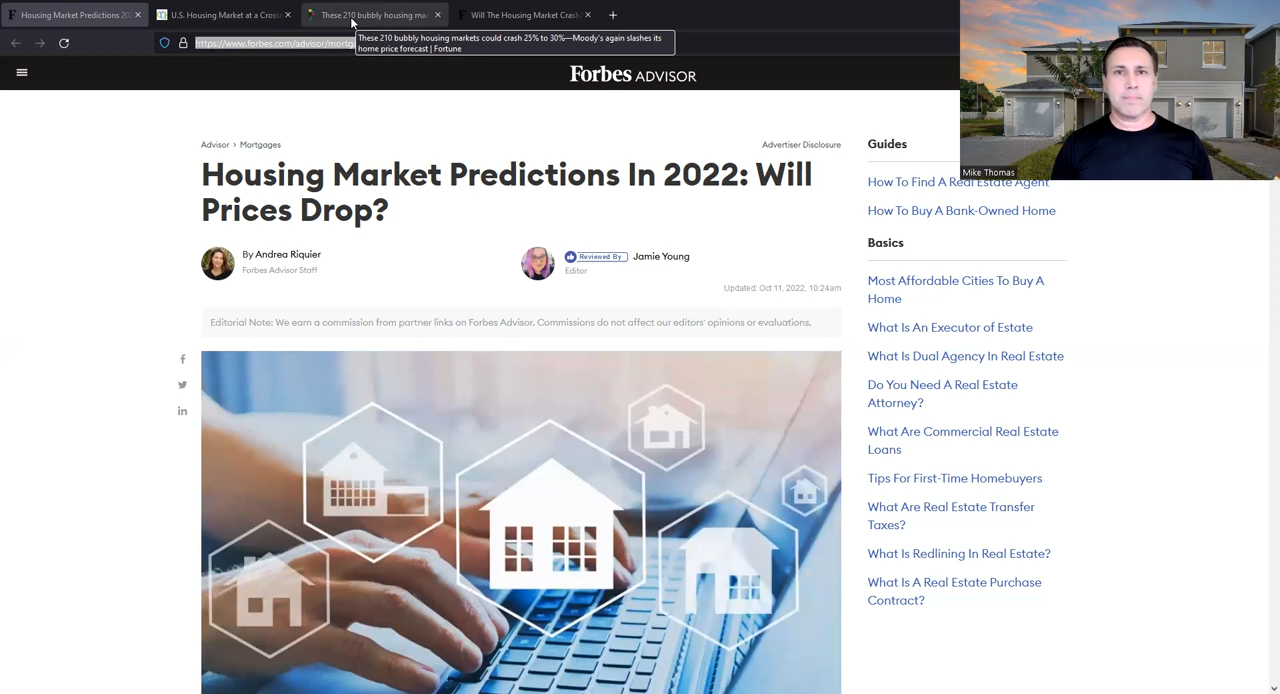 Housing Market Predictions 202
U.S. Housing Market at a Cross
These 210 bubbly housing mar
Will The Housing Market Crash
https://www.forbes.com/advisor/mortg
These 210 bubbly housing markets could crash 25% to 30%—Moody's again slashes its
home price forecast | Fortune
Forbes ADVISOR
Mike Thomas
Advisor > Mortgages
Advertiser Disclosure
Housing Market Predictions In 2022: Will
Prices Drop?
By Andrea Riquier
Forbes Advisor Staff
Reviewed By Jamie Young
Editor
Updated: Oct 11, 2022, 10:24am
Editorial Note: We earn a commission from partner links on Forbes Advisor. Commissions do not affect our editors' opinions or evaluations.
Guides
How To Find A Real Estate Agent
How To Buy A Bank-Owned Home
Basics
Most Affordable Cities To Buy A
Home
What Is An Executor of Estate
What Is Dual Agency In Real Estate
Do You Need A Real Estate
Attorney?
What Are Commercial Real Estate
Loans
Tips For First-Time Homebuyers
What Are Real Estate Transfer
Taxes?
What Is Redlining In Real Estate?
What Is A Real Estate Purchase
Contract?